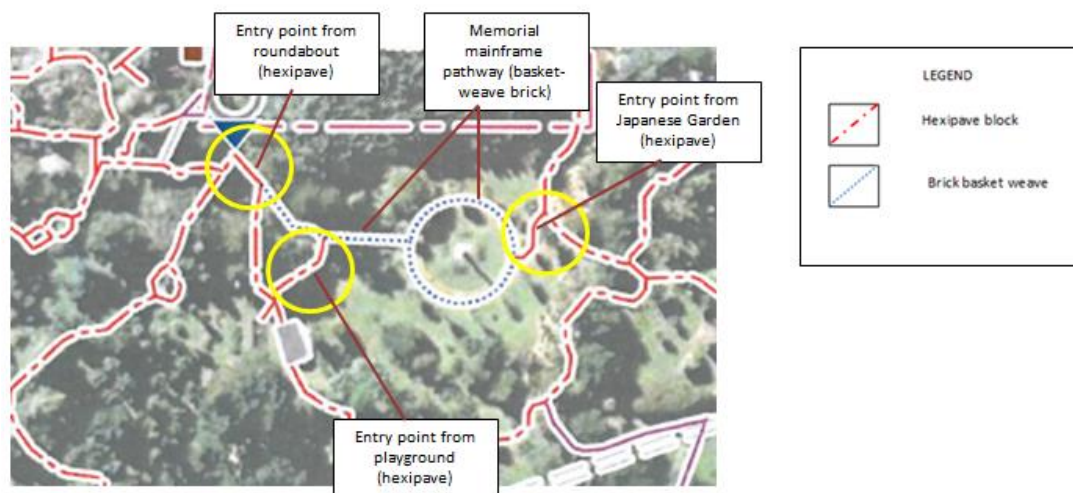 Entry point from
roundabout
(hexipave)
Memorial
mainframe
pathway (basket-
weave brick)
Entry point from
Japanese Garden
(hexipave)
Entry point from
playground
(hexipave)
LEGEND
Hexipave block
Brick basket weave